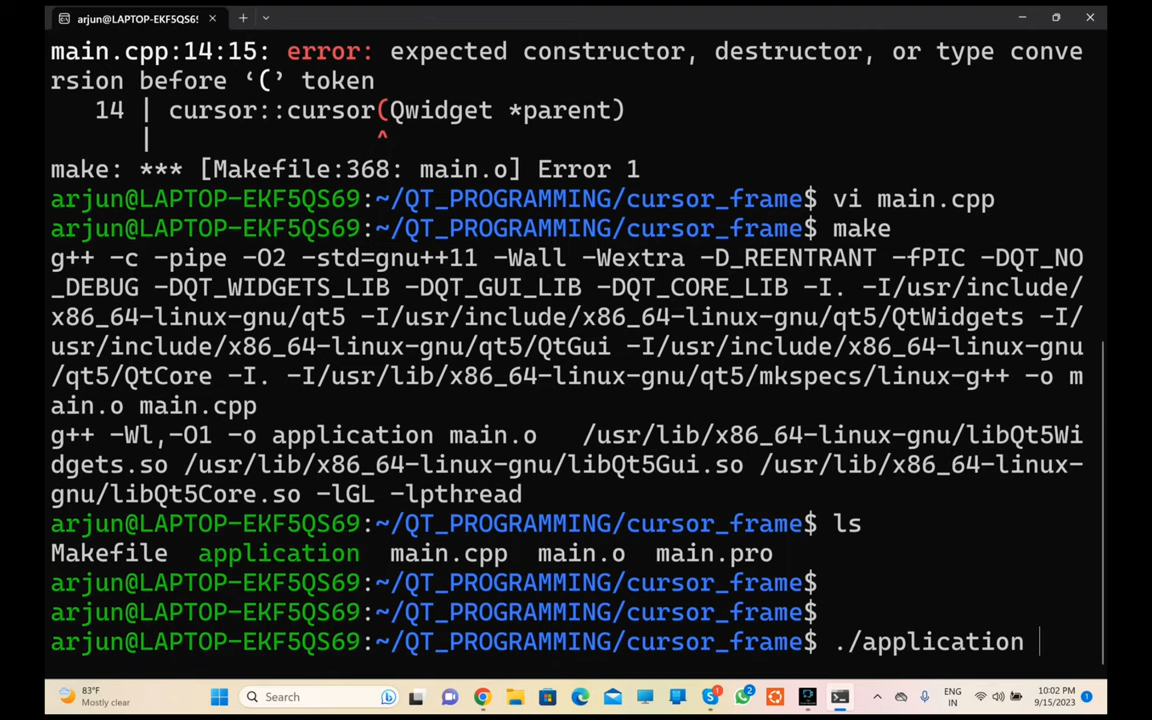 arjun@LAPTOP-EKF5QS69
main.cpp:14:15: error: expected constructor, destructor, or type conve
rsion before ‘(’ token
14 | cursor::cursor(Qwidget *parent)
| ^
make: *** [Makefile:368: main.o] Error 1
arjun@LAPTOP-EKF5QS69:~/QT_PROGRAMMING/cursor_frame$ vi main.cpp
arjun@LAPTOP-EKF5QS69:~/QT_PROGRAMMING/cursor_frame$ make
g++ -c -pipe -O2 -std=gnu++11 -Wall -Wextra -D_REENTRANT -fPIC -DQT_NO
_DEBUG -DQT_WIDGETS_LIB -DQT_GUI_LIB -DQT_CORE_LIB -I. -I/usr/include/
x86_64-linux-gnu/qt5 -I/usr/include/x86_64-linux-gnu/qt5/QtWidgets -I/
usr/include/x86_64-linux-gnu/qt5/QtGui -I/usr/include/x86_64-linux-gnu
/qt5/QtCore -I. -I/usr/lib/x86_64-linux-gnu/qt5/mkspecs/linux-g++ -o m
ain.o main.cpp
g++ -Wl,-O1 -o application main.o   /usr/lib/x86_64-linux-gnu/libQt5Wi
dgets.so /usr/lib/x86_64-linux-gnu/libQt5Gui.so /usr/lib/x86_64-linux-
gnu/libQt5Core.so -lGL -lpthread
arjun@LAPTOP-EKF5QS69:~/QT_PROGRAMMING/cursor_frame$ ls
Makefile  application  main.cpp  main.o  main.pro
arjun@LAPTOP-EKF5QS69:~/QT_PROGRAMMING/cursor_frame$
arjun@LAPTOP-EKF5QS69:~/QT_PROGRAMMING/cursor_frame$
arjun@LAPTOP-EKF5QS69:~/QT_PROGRAMMING/cursor_frame$ ./application
83°F
Mostly clear
Search
2
ENG
IN
10:02 PM
9/15/2023
1